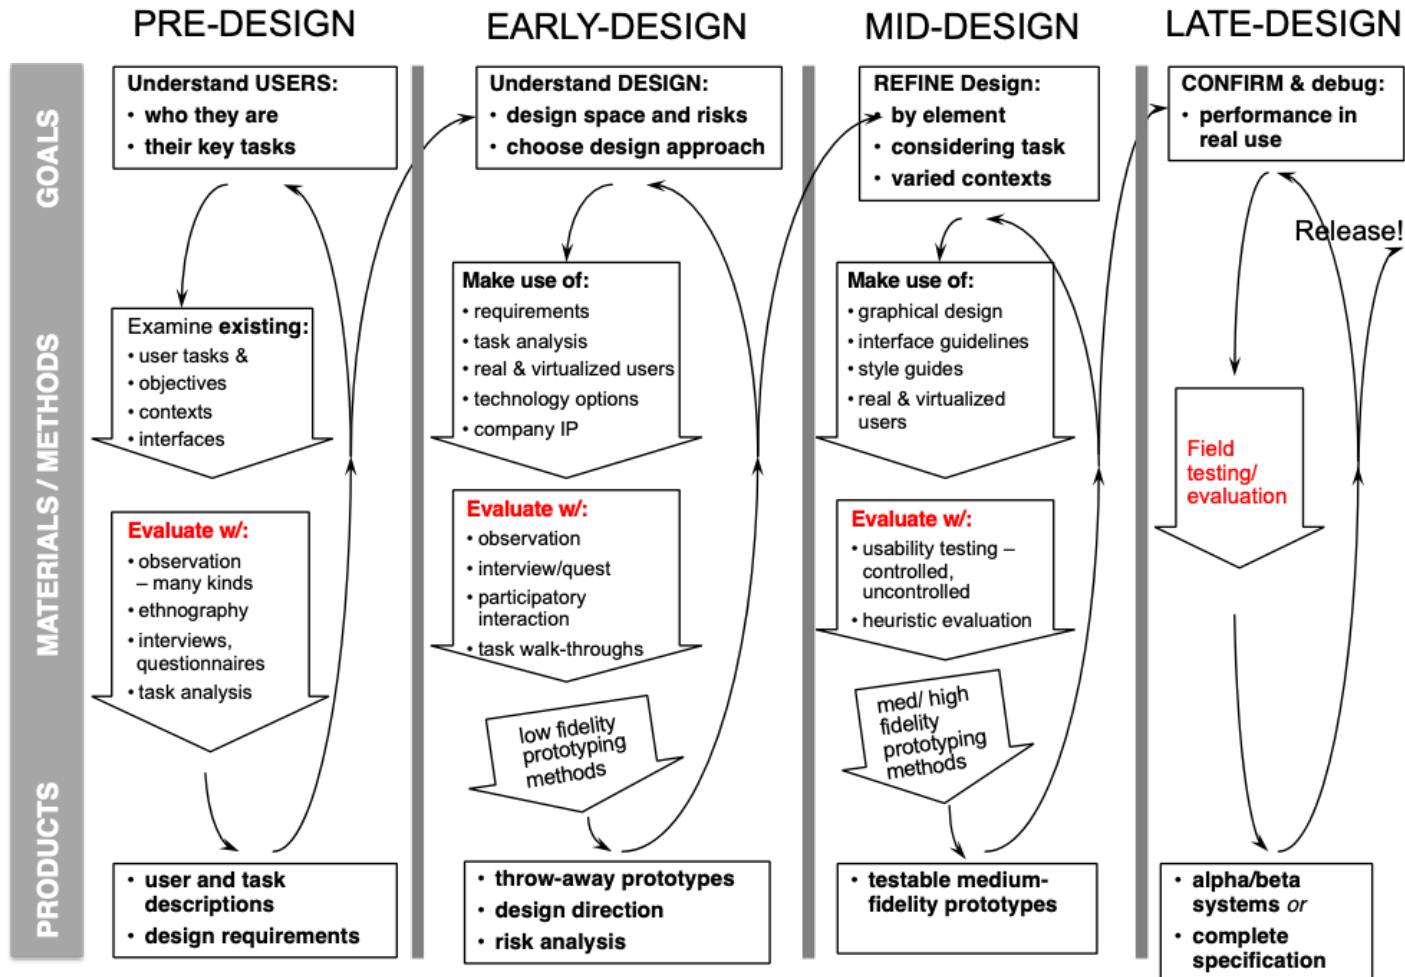 PRE-DESIGN
EARLY-DESIGN
MID-DESIGN
LATE-DESIGN
GOALS
MATERIALS / METHODS
PRODUCTS
Understand USERS:
• who they are
• their key tasks
Examine existing:
• user tasks &
• objectives
• contexts
• interfaces
Evaluate w/:
• observation
– many kinds
• ethnography
• interviews,
questionnaires
• task analysis
• user and task
descriptions
• design requirements
Understand DESIGN:
• design space and risks
• choose design approach
Make use of:
• requirements
• task analysis
• real & virtualized users
• technology options
• company IP
Evaluate w/:
• observation
• interview/quest
• participatory
interaction
• task walk-throughs
low fidelity
prototyping
methods
• throw-away prototypes
• design direction
• risk analysis
REFINE Design:
• by element
• considering task
• varied contexts
Make use of:
• graphical design
• interface guidelines
• style guides
• real & virtualized
users
Evaluate w/:
• usability testing –
controlled,
uncontrolled
• heuristic evaluation
med/ high
fidelity
prototyping
methods
• testable medium-
fidelity prototypes
CONFIRM & debug:
• performance in
real use
Release!
Field
testing/
evaluation
• alpha/beta
systems or
• complete
specification